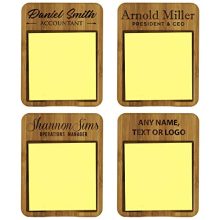 Daniel Smith
ACCOUNTANT
Arnold Miller
PRESIDENT & CEO
Shannon Sims
OPERATIONS MANAGER
ANY NAME,
TEXT OR LOGO